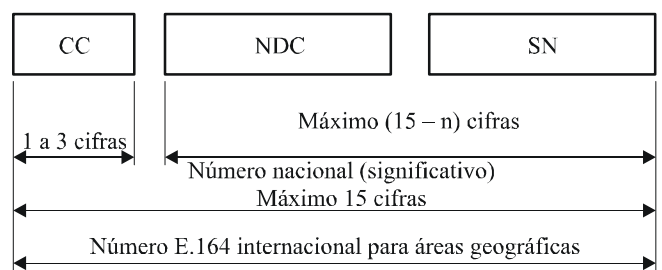 CC
NDC
SN
Máximo (15 – n) cifras
1 a 3 cifras
Número nacional (significativo)
Máximo 15 cifras
Número E.164 internacional para áreas geográficas